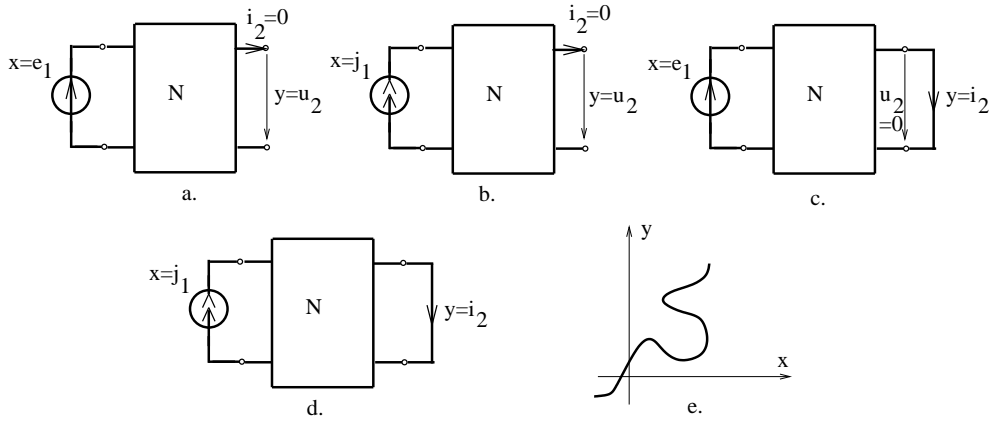 x=e1
N
i2=0
y=u2
a.
x=j1
N
i2=0
y=u2
b.
x=e1
N
u2
=0
y=i2
c.
x=j1
N
y=i2
d.
y
x
e.